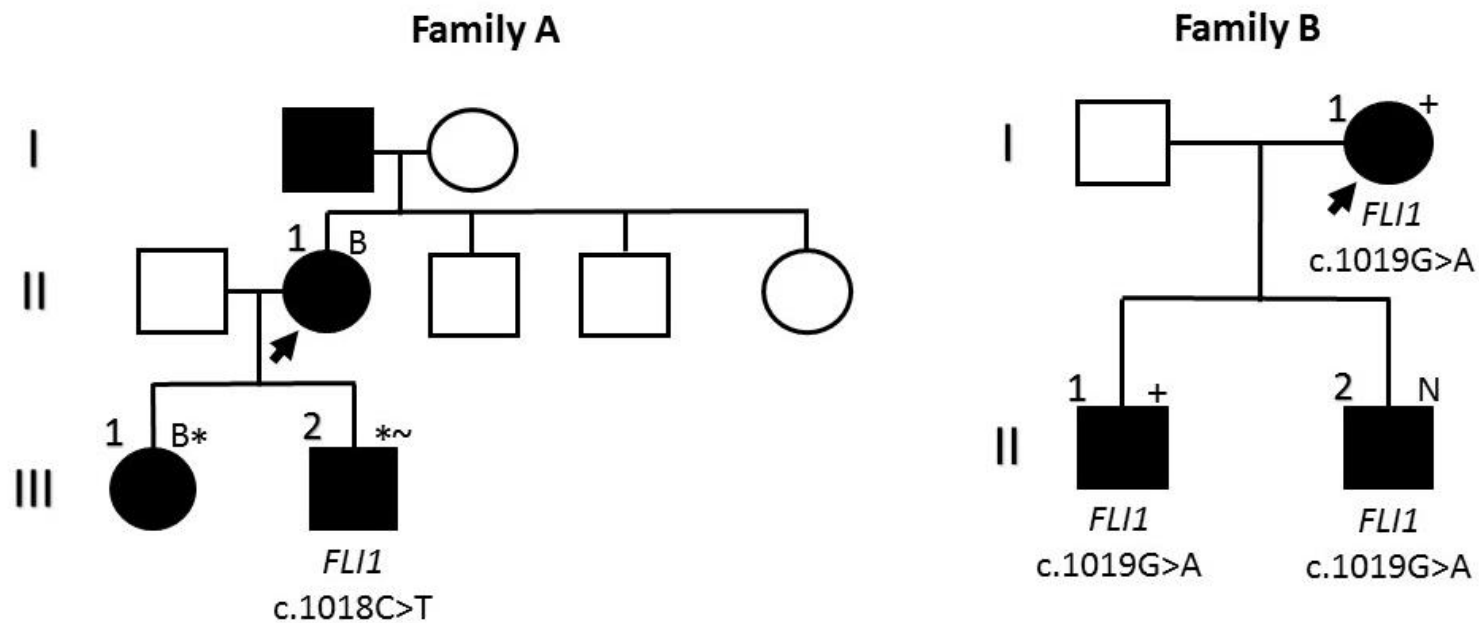 Family A
Family B
I
I
1 +
FLI1
c.1019G>A
II
1 B
III
1 B*
2 *~
FLI1
c.1018C>T
II
1 +
2 N
FLI1
c.1019G>A
FLI1
c.1019G>A